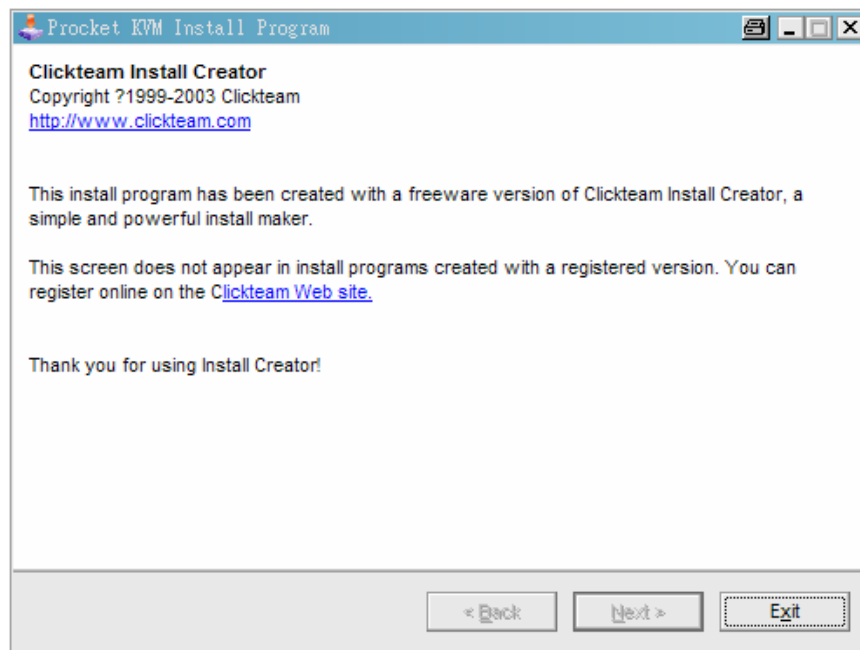 Procket KVM Install Program
Clickteam Install Creator
Copyright ?1999-2003 Clickteam
http://www.clickteam.com
This install program has been created with a freeware version of Clickteam Install Creator, a
simple and powerful install maker.
This screen does not appear in install programs created with a registered version. You can
register online on the Clickteam Web site.
Thank you for using Install Creator!
< Back
Next >
Exit